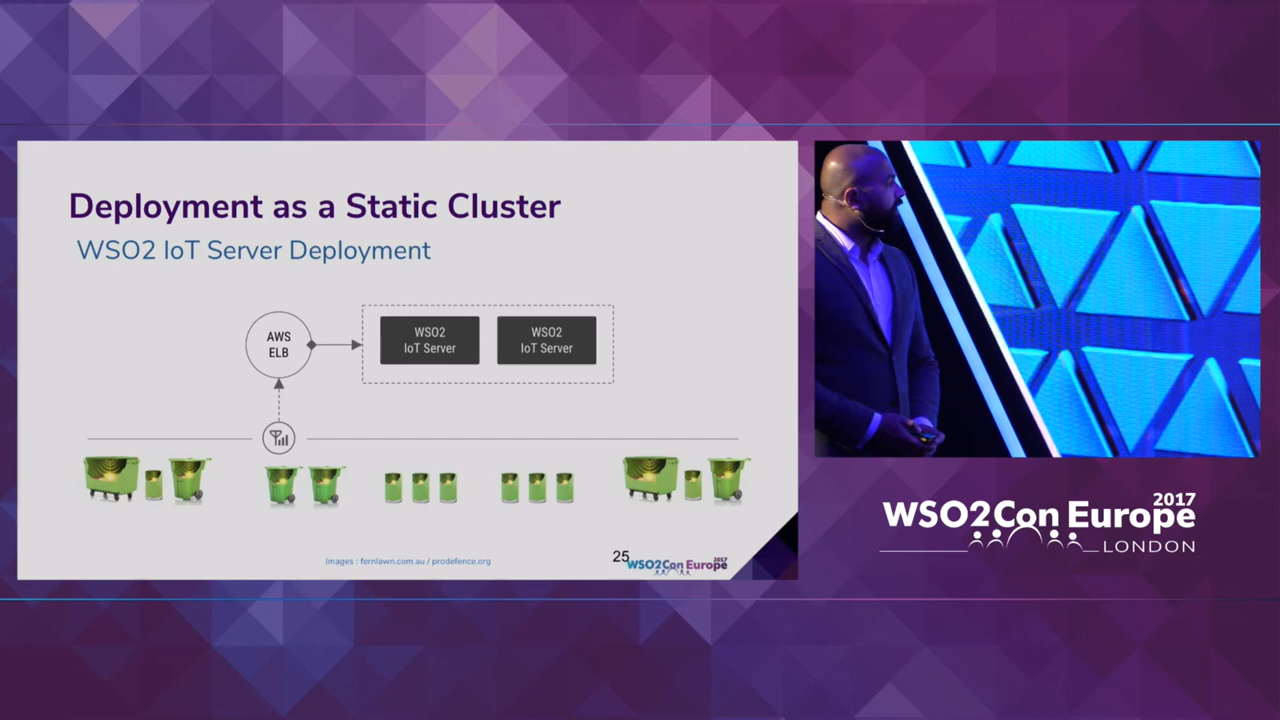 Deployment as a Static Cluster
WSO2 IoT Server Deployment
AWS
ELB
WSO2
IoT Server
WSO2
IoT Server
Images : fernlawn.com.au / prodefence.org
25
WSO2Con Europe
2017
2017
WSO2Con Europe
LONDON